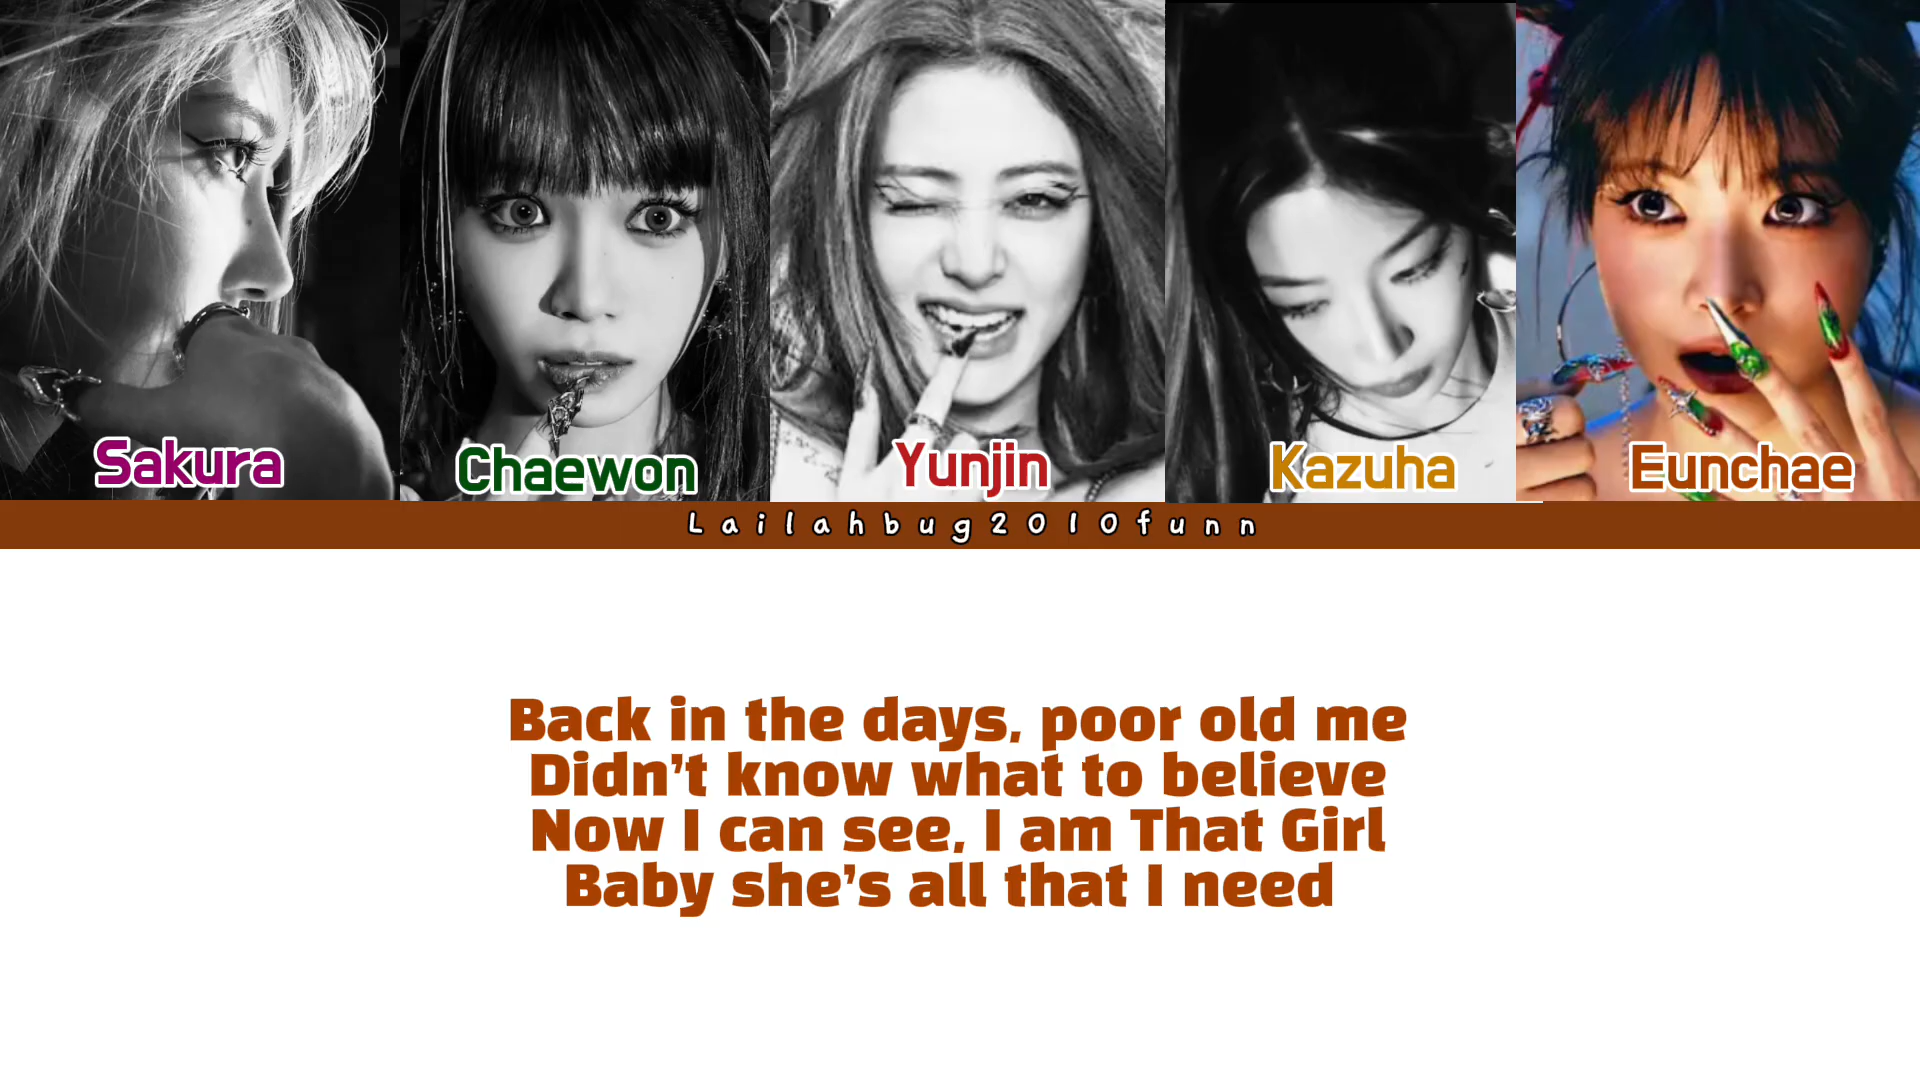 Sakura
Chaewon
Yunjin
Kazuha
Eunchae
Lailahbug2010funn
Back in the days, poor old me
Didn't know what to believe
Now I can see, I am That Girl
Baby she's all that I need